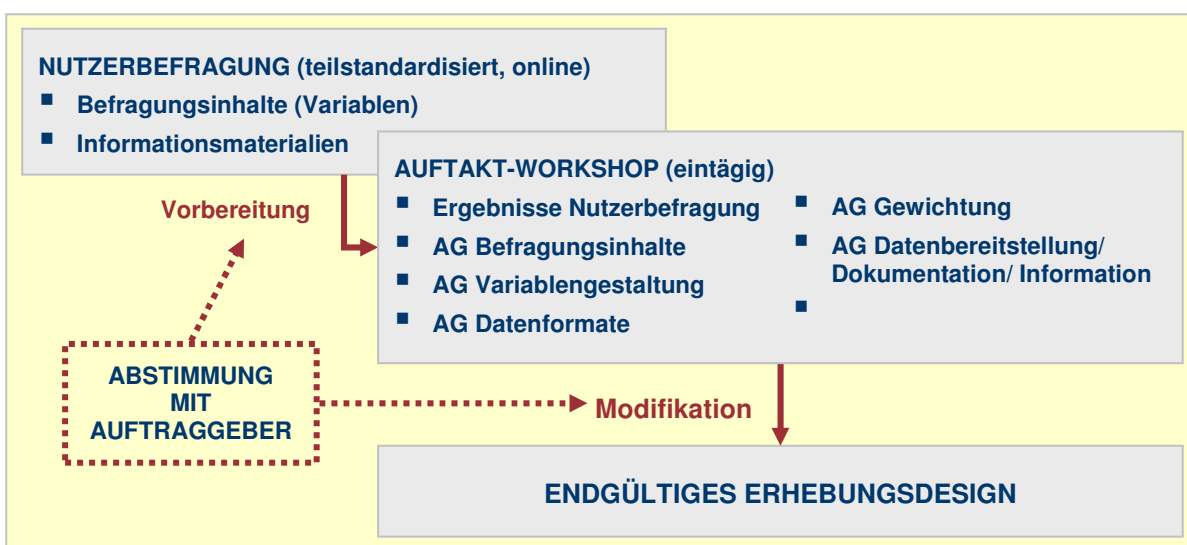 NUTZERBEFRAGUNG (teilstandardisiert, online)
▪ Befragungsinhalte (Variablen)
▪ Informationsmaterialien
AUFTAKT-WORKSHOP (eintägig)
▪ Ergebnisse Nutzerbefragung
▪ AG Befragungsinhalte
▪ AG Variablengestaltung
▪ AG Datenformate
▪ AG Gewichtung
▪ AG Datenbereitstellung/
Dokumentation/ Information
▪
Vorbereitung
ABSTIMMUNG
MIT
AUFTRAGGEBER
Modifikation
ENDGÜLTIGES ERHEBUNGSDESIGN